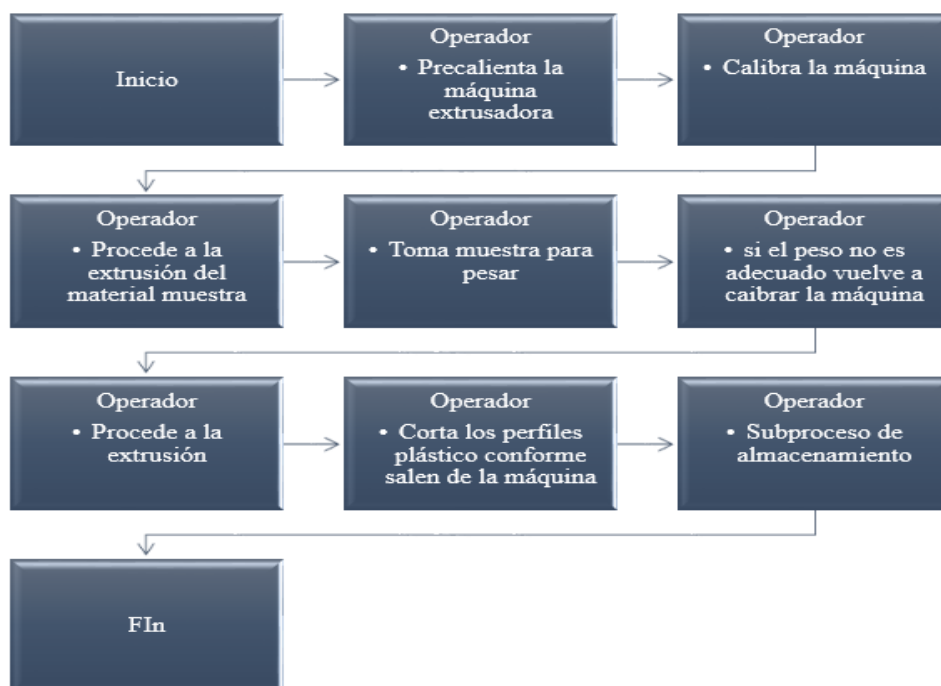 Inicio
Operador
• Precalienta la
máquina
extrusadora
Operador
• Calibra la máquina
Operador
• Procede a la
extrusión del
material muestra
Operador
• Toma muestra para
pesar
Operador
• si el peso no es
adecuado vuelve a
caibrar la máquina
Operador
• Procede a la
extrusión
Operador
• Corta los perfiles
plástico conforme
salen de la máquina
Operador
• Subproceso de
almacenamiento
FIn